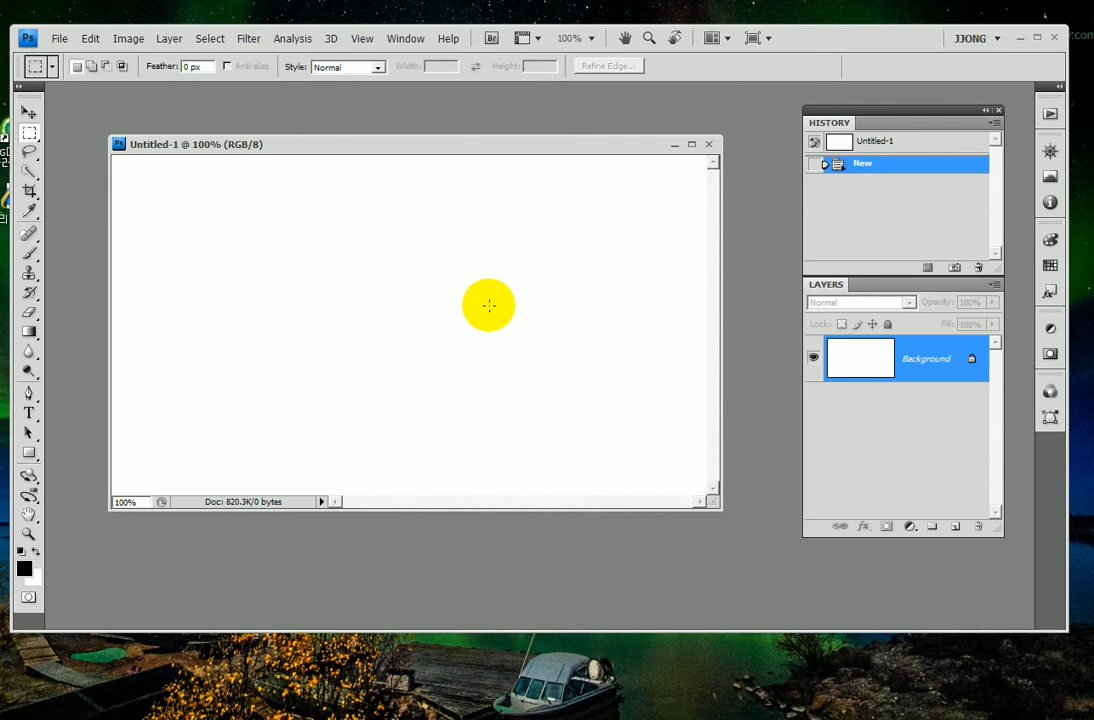 Ps File Edit Image Layer Select Filter Analysis 3D View Window Help Br 100% JJONG
Feather: 0 px Anti-alias Style: Normal Width: Height: Refine Edge...
Ps Untitled-1 @ 100% (RGB/8)
100% Doc: 820.3K/0 bytes
HISTORY
Untitled-1
New
LAYERS
Normal Opacity: 100%
Lock: Fill: 100%
Background
fx
T